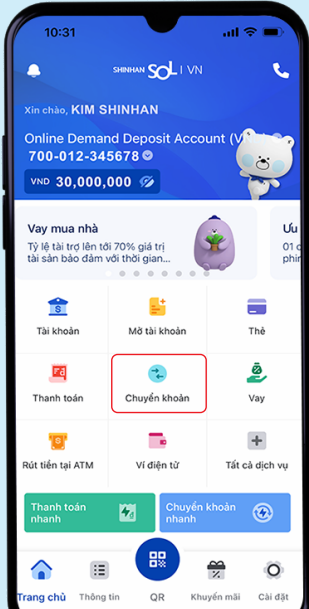 10:31
SHINHAN SOL | VN
Xin chào, KIM SHINHAN
Online Demand Deposit Account (V
700-012-345678
VND 30,000,000
Vay mua nhà
Tỷ lệ tài trợ lên tới 70% giá trị
tài sản bảo đảm với thời gian...
Ưu
01 c
phir
Tài khoản
Mở tài khoản
Thẻ
Thanh toán
Chuyển khoản
Vay
Rút tiền tại ATM
Ví điện tử
Tất cả dịch vụ
Thanh toán
nhanh
Chuyển khoản
nhanh
Trang chủ
Thông tin
QR
Khuyến mãi
Cài đặt